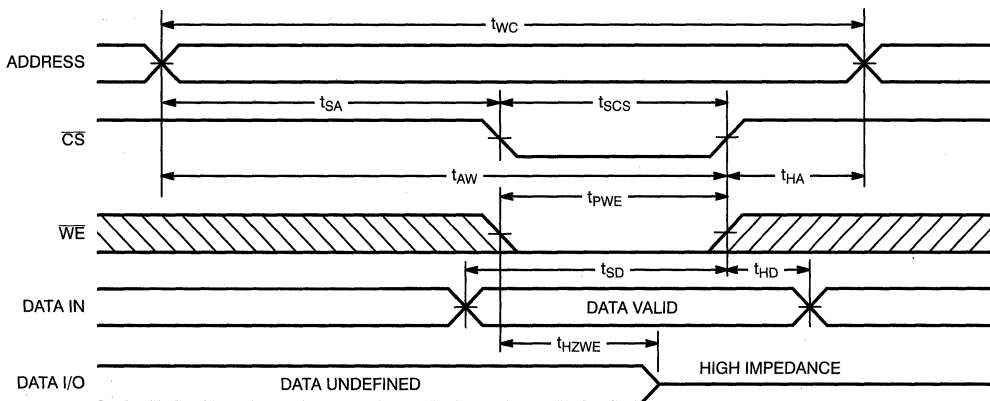 tWC
ADDRESS
tSA
tSCS
CS
tAW
tHA
tPWE
WE
tSD
tHD
DATA IN
DATA VALID
tHZWE
DATA I/O
DATA UNDEFINED
HIGH IMPEDANCE